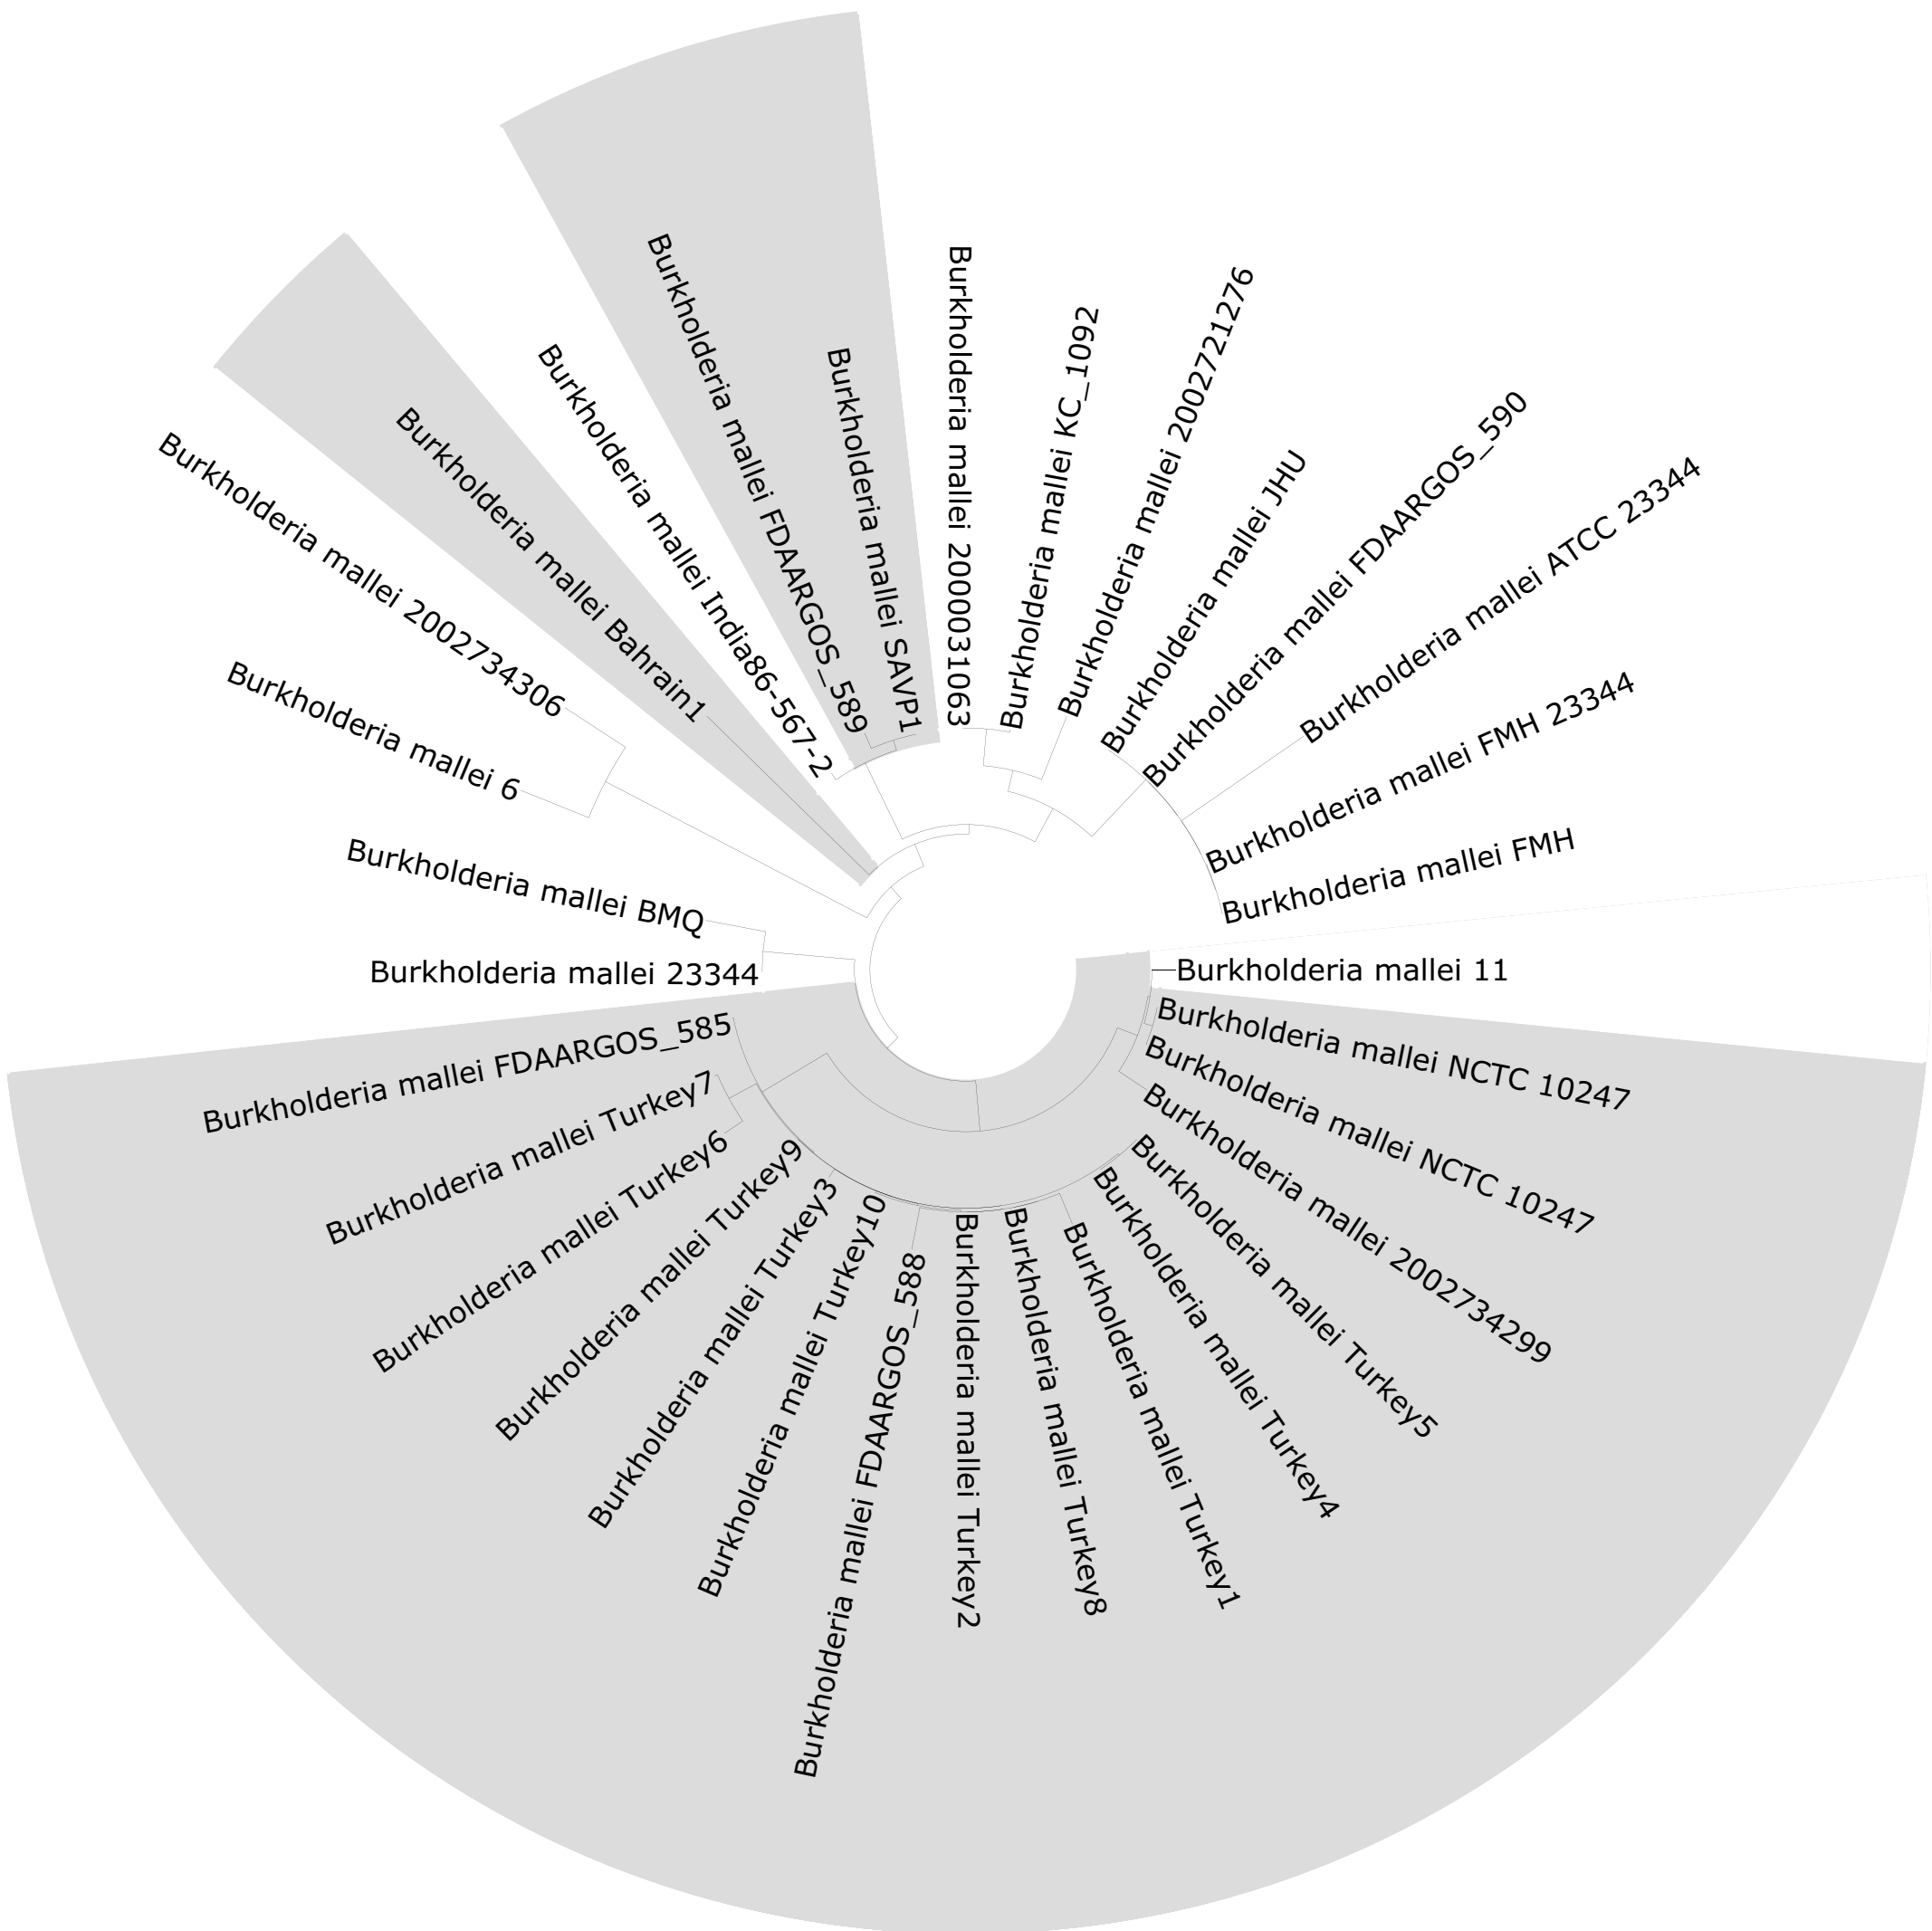 Burkholderia mallei 2000031063
Burkholderia mallei KC_1092
Burkholderia mallei 2002721276
Burkholderia mallei JHU
Burkholderia mallei FDAARGOS_590
Burkholderia mallei ATCC 23344
Burkholderia mallei FMH 23344
Burkholderia mallei FMH
Burkholderia mallei 11
Burkholderia mallei NCTC 10247
Burkholderia mallei NCTC 10247
Burkholderia mallei 2002734299
Burkholderia mallei Turkey5
Burkholderia mallei Turkey4
Burkholderia mallei Turkey1
Burkholderia mallei Turkey8
Burkholderia mallei Turkey2
Burkholderia mallei FDAARGOS_588
Burkholderia mallei Turkey10
Burkholderia mallei Turkey3
Burkholderia mallei Turkey9
Burkholderia mallei Turkey6
Burkholderia mallei Turkey7
Burkholderia mallei FDAARGOS_585
Burkholderia mallei 23344
Burkholderia mallei BMQ
Burkholderia mallei 6
Burkholderia mallei 2002734306
Burkholderia mallei Bahrain1
Burkholderia mallei India86-567-2
Burkholderia mallei FDAARGOS_589
Burkholderia mallei SAVP1